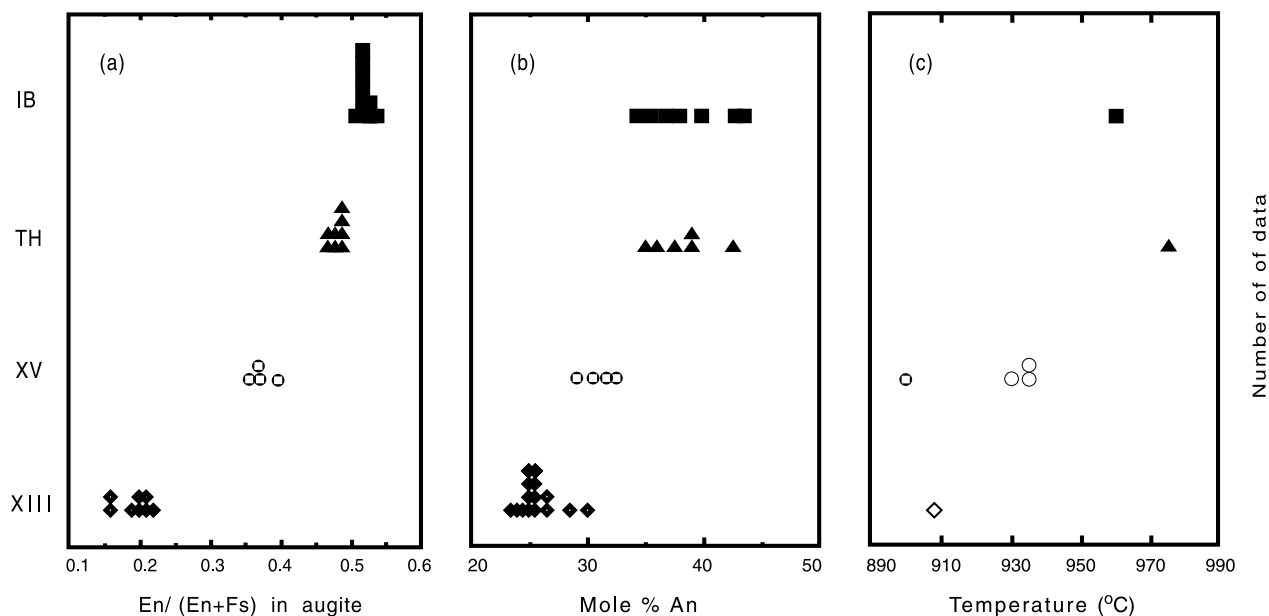 (a)
(b)
(c)
IB
TH
XV
XIII
Number of of data
0.1 0.2 0.3 0.4 0.5 0.6
20 30 40 50
890 910 930 950 970 990
En/ (En+Fs) in augite
Mole % An
Temperature (°C)